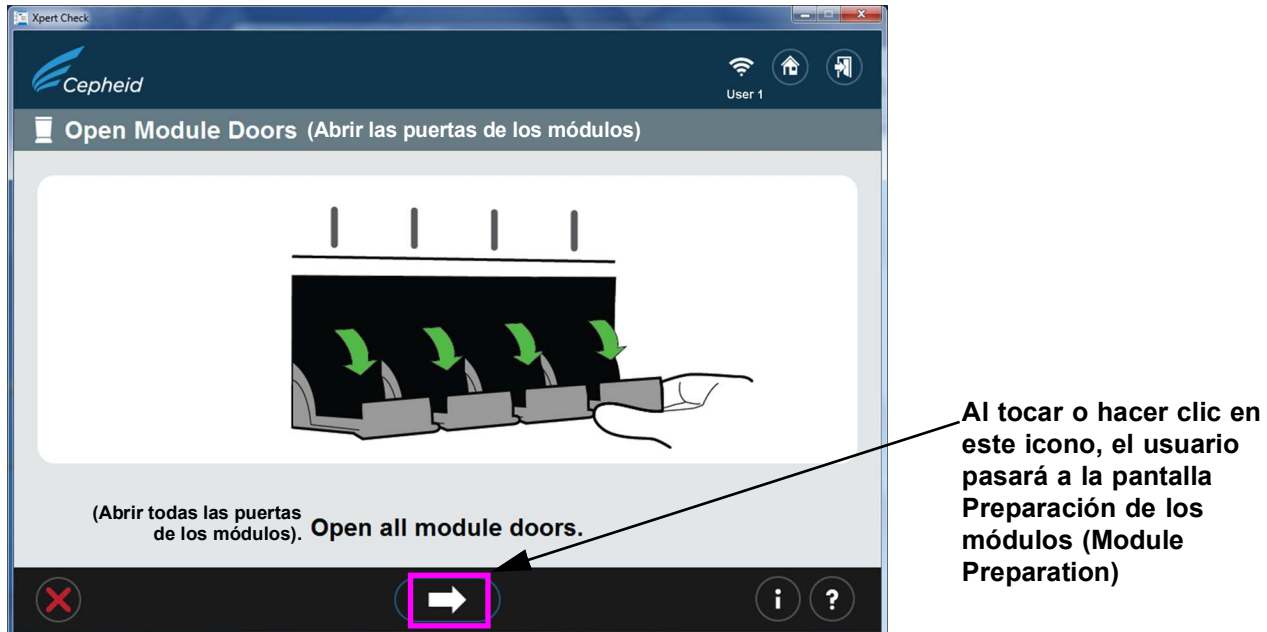 Xpert Check
Cepheid
User 1
Open Module Doors (Abrir las puertas de los módulos)
(Abrir todas las puertas
de los módulos). Open all module doors.
i ?
Al tocar o hacer clic en
este icono, el usuario
pasará a la pantalla
Preparación de los
módulos (Module
Preparation)